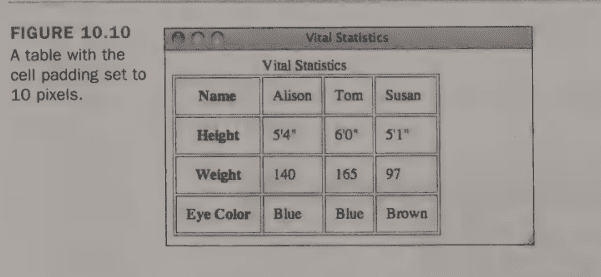 FIGURE 10.10
A table with the
cell padding set to
10 pixels.
Vital Statistics
Vital Statistics
Name Alison Tom Susan
Height 5'4" 6'0" 5'1"
Weight 140 165 97
Eye Color Blue Blue Brown